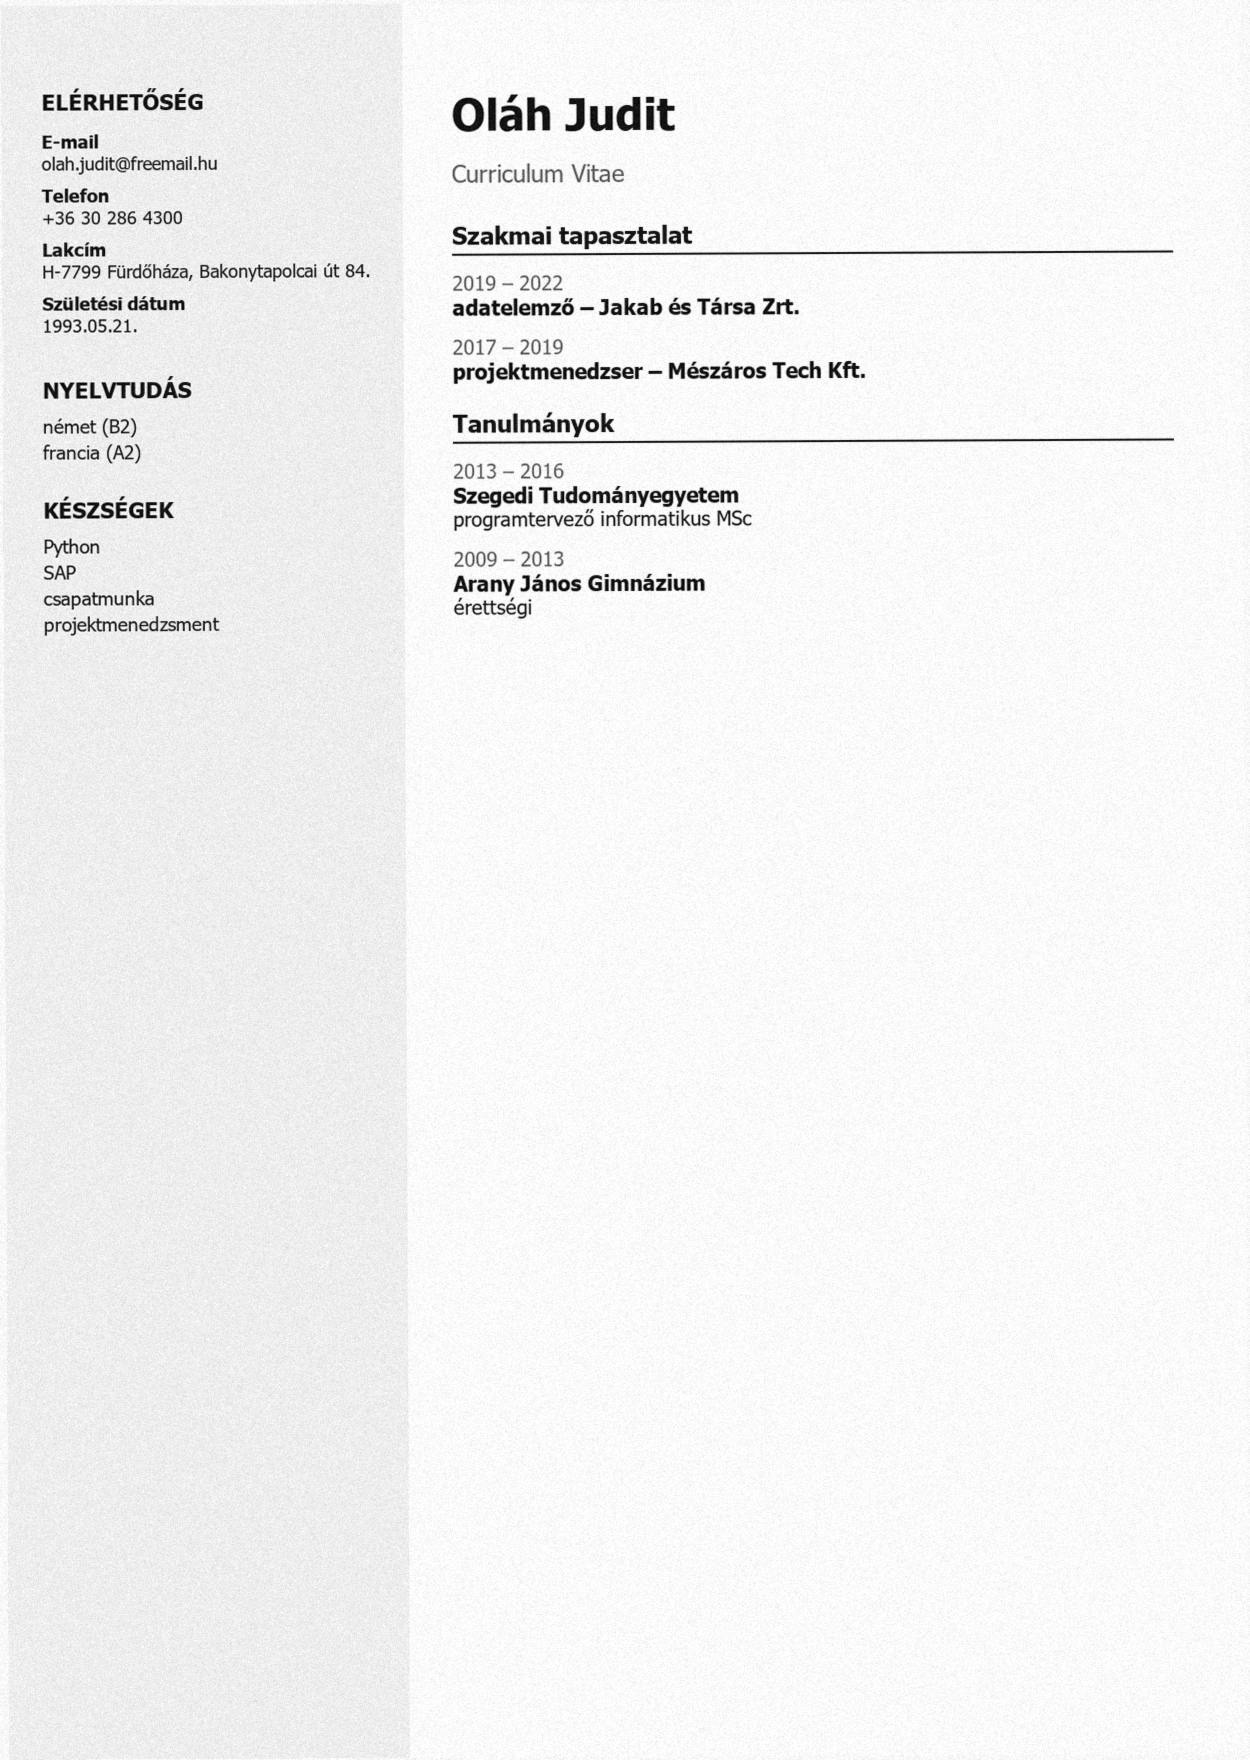 ELÉRHETŐSÉG
E-mail
olah.judit@freemail.hu
Telefon
+36 30 286 4300
Lakcím
H-7799 Fürdőháza, Bakonytapolcai út 84.
Születési dátum
1993.05.21.
NYELVTUDÁS
német (B2)
francia (A2)
KÉSZSÉGEK
Python
SAP
csapatmunka
projektmenedzsment
Oláh Judit
Curriculum Vitae
Szakmai tapasztalat
2019 – 2022
adatelemző – Jakab és Társa Zrt.
2017 – 2019
projektmenedzser – Mészáros Tech Kft.
Tanulmányok
2013 – 2016
Szegedi Tudományegyetem
programtervező informatikus MSc
2009 – 2013
Arany János Gimnázium
érettségi